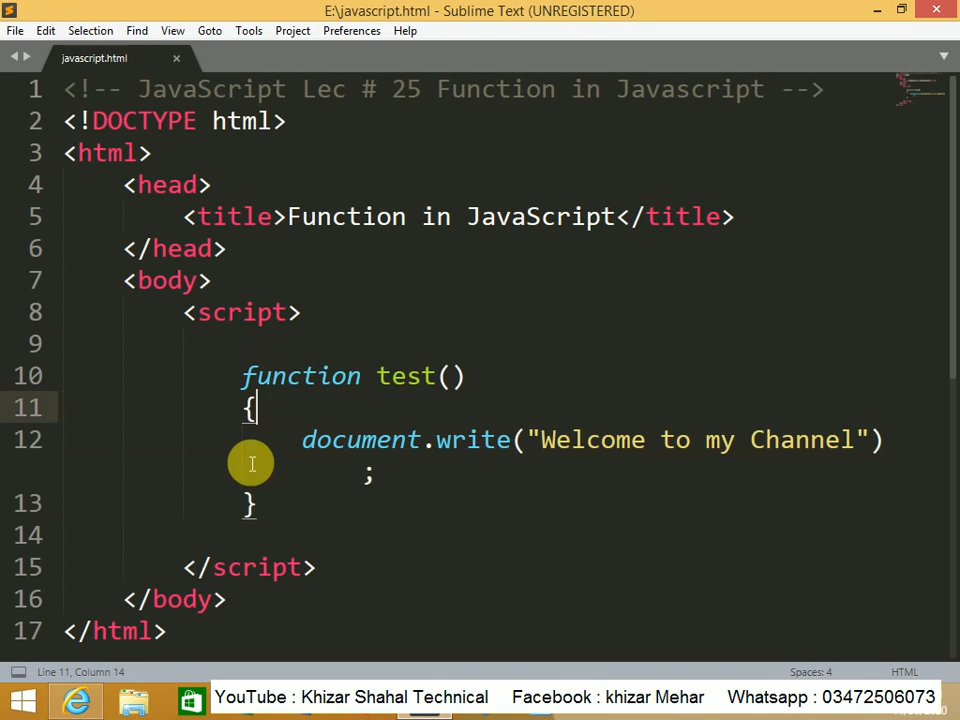 E:\javascript.html - Sublime Text (UNREGISTERED)
File Edit Selection Find View Goto Tools Project Preferences Help
javascript.html
1 <!-- JavaScript Lec # 25 Function in Javascript -->
2 <!DOCTYPE html>
3 <html>
4 <head>
5 <title>Function in JavaScript</title>
6 </head>
7 <body>
8 <script>
9
10 function test()
11 {
12 document.write("Welcome to my Channel")
;
13 }
14
15 </script>
16 </body>
17 </html>
Line 11, Column 14 Spaces: 4 HTML
YouTube : Khizar Shahal Technical Facebook : khizar Mehar Whatsapp : 03472506073